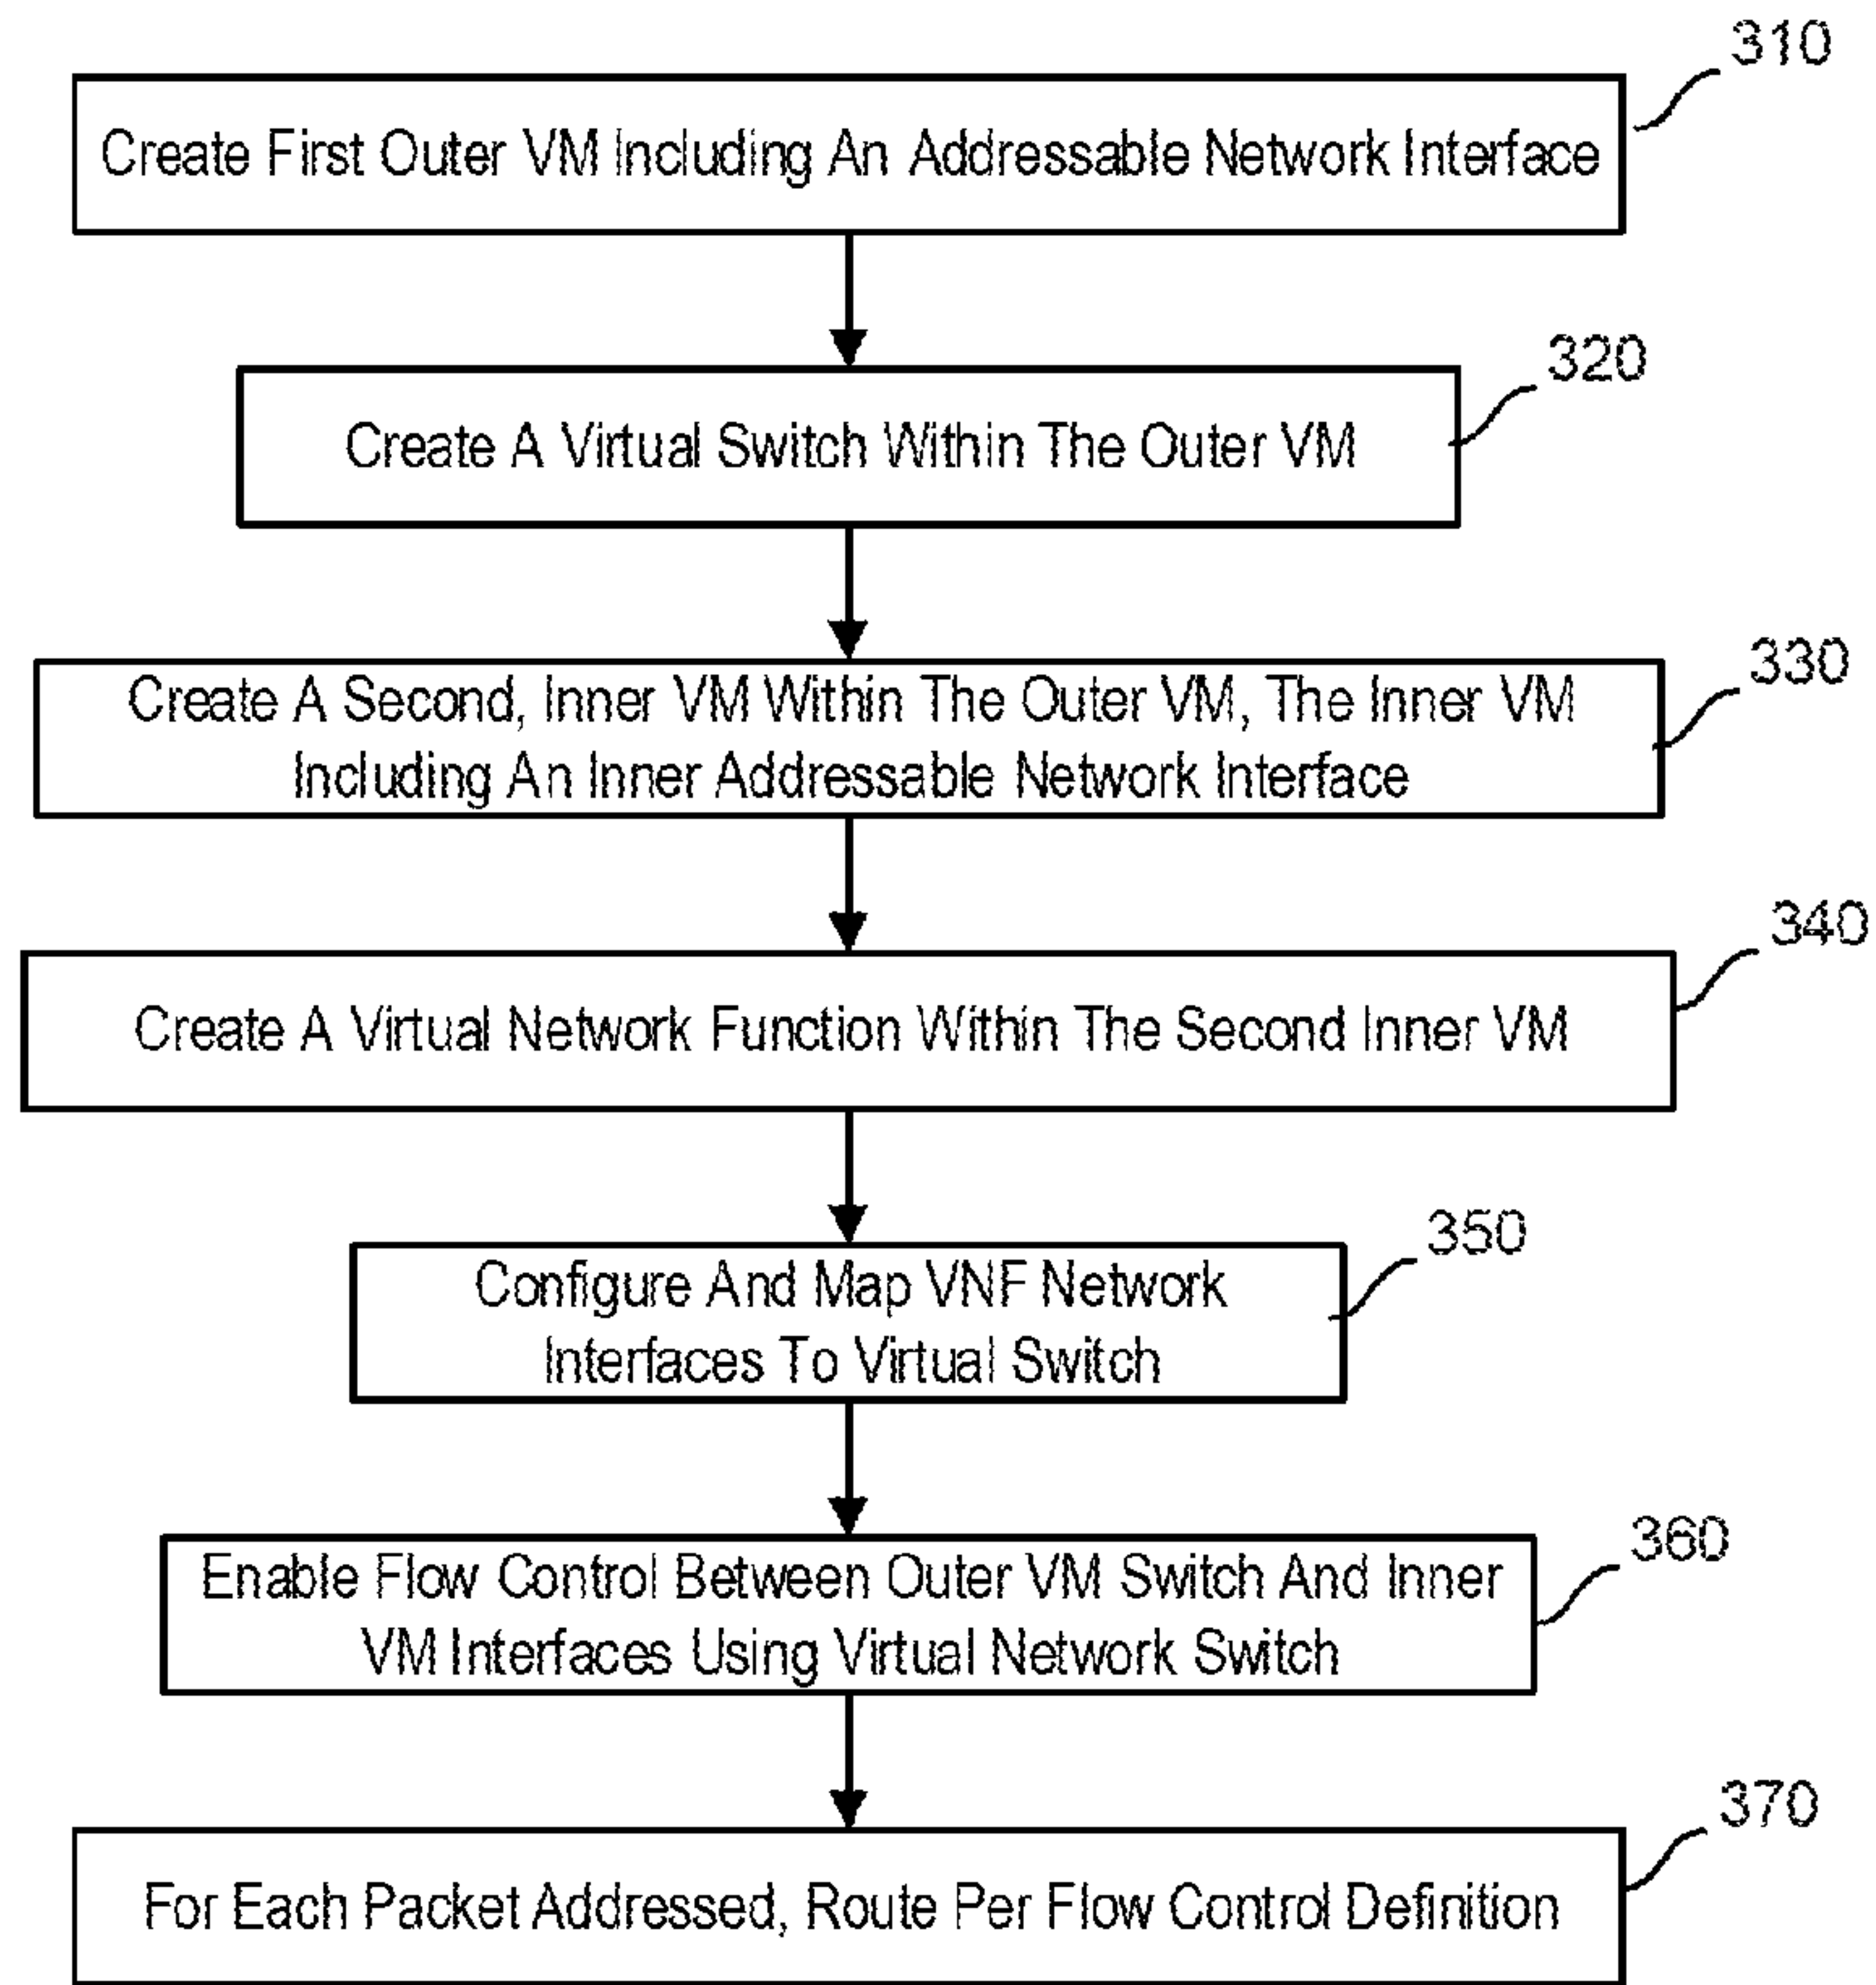 310
Create First Outer VM Including An Addressable Network Interface
320
Create A Virtual Switch Within The Outer VM
330
Create A Second, Inner VM Within The Outer VM, The Inner VM
Including An Inner Addressable Network Interface
340
Create A Virtual Network Function Within The Second Inner VM
350
Configure And Map VNF Network
Interfaces To Virtual Switch
360
Enable Flow Control Between Outer VM Switch And Inner
VM Interfaces Using Virtual Network Switch
370
For Each Packet Addressed, Route Per Flow Control Definition